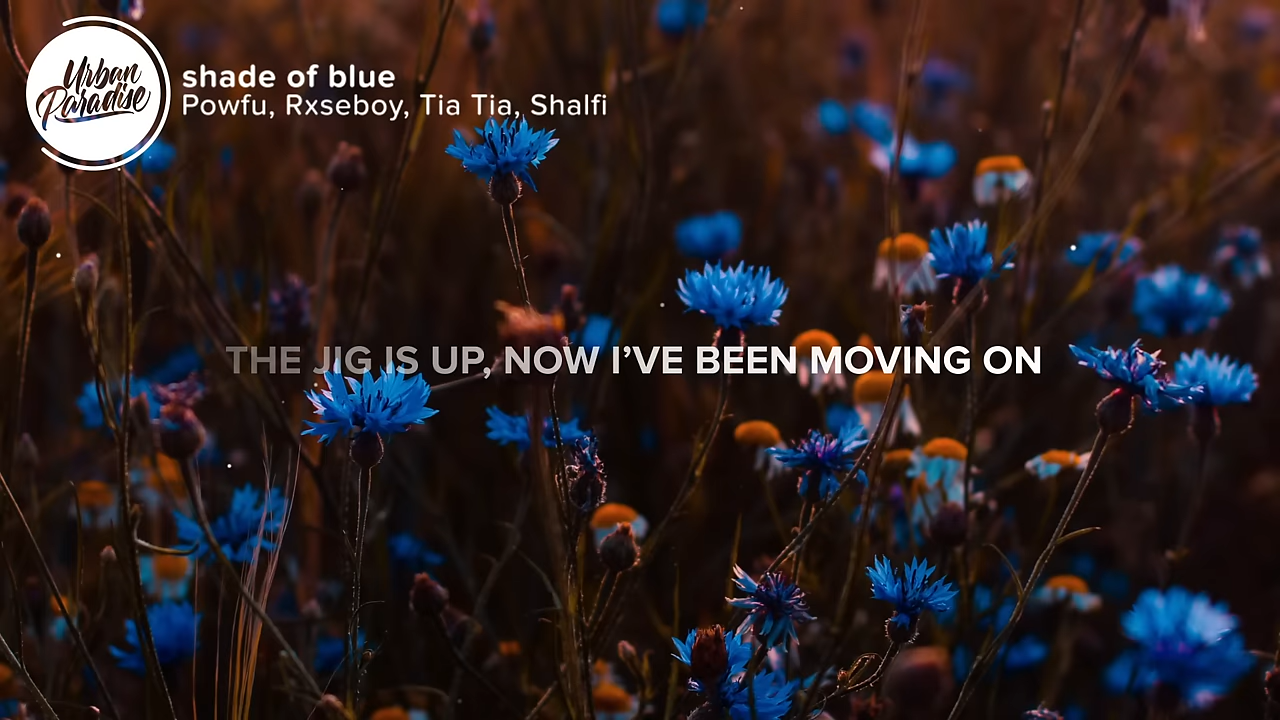 Urban
Paradise
shade of blue
Powfu, Rxseboy, Tia Tia, Shalfi
THE JIG IS UP, NOW I’VE BEEN MOVING ON